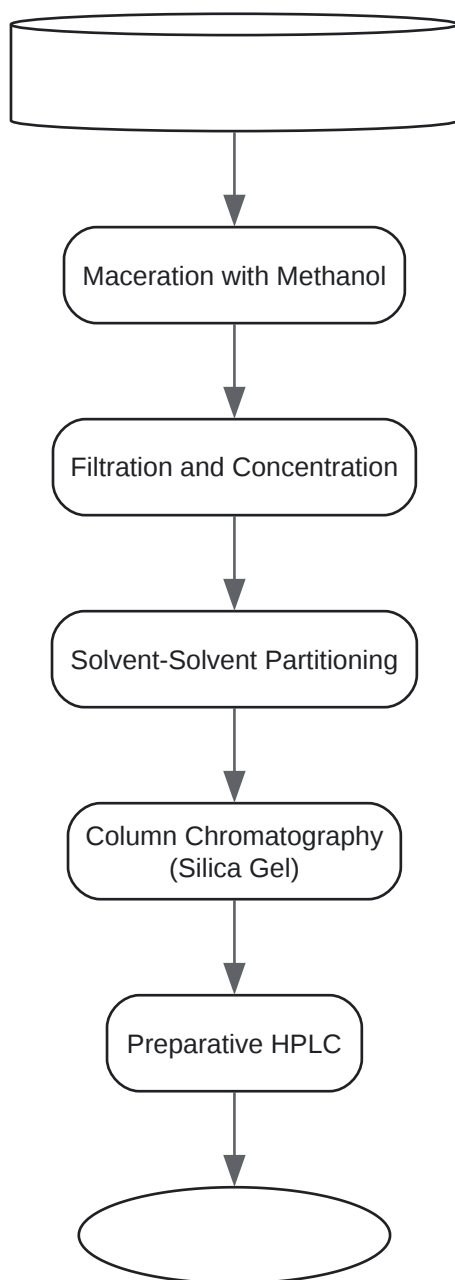 Maceration with Methanol
Filtration and Concentration
Solvent-Solvent Partitioning
Column Chromatography
(Silica Gel)
Preparative HPLC